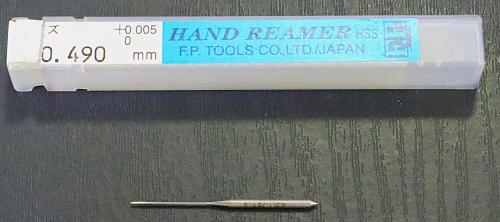 ズ +0.005
0
0.490 mm
HAND REAMER HSS
F.P. TOOLS CO.,LTD./JAPAN